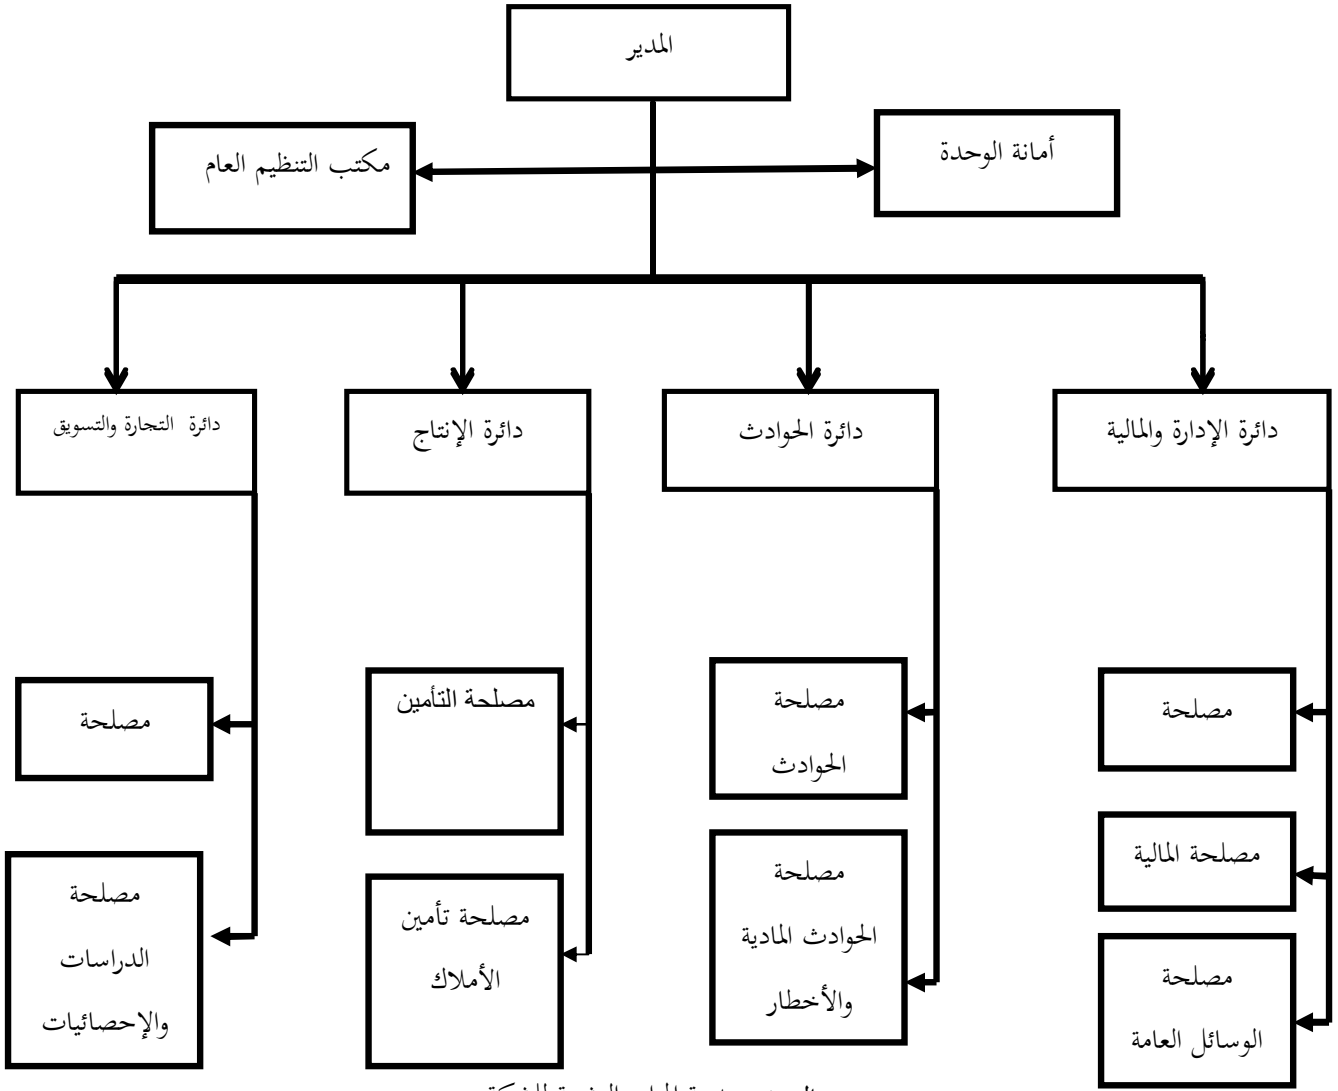 المدير
أمانة الوحدة
مكتب التنظيم العام
دائرة الإدارة والمالية
دائرة الحوادث
دائرة الإنتاج
دائرة التجارة والتسويق
مصلحة
مصلحة المالية
مصلحة
الوسائل العامة
مصلحة
الحوادث
مصلحة
الحوادث المادية
والأخطار
مصلحة التأمين
مصلحة تأمين
الأملاك
مصلحة
مصلحة
الدراسات
والإحصائيات